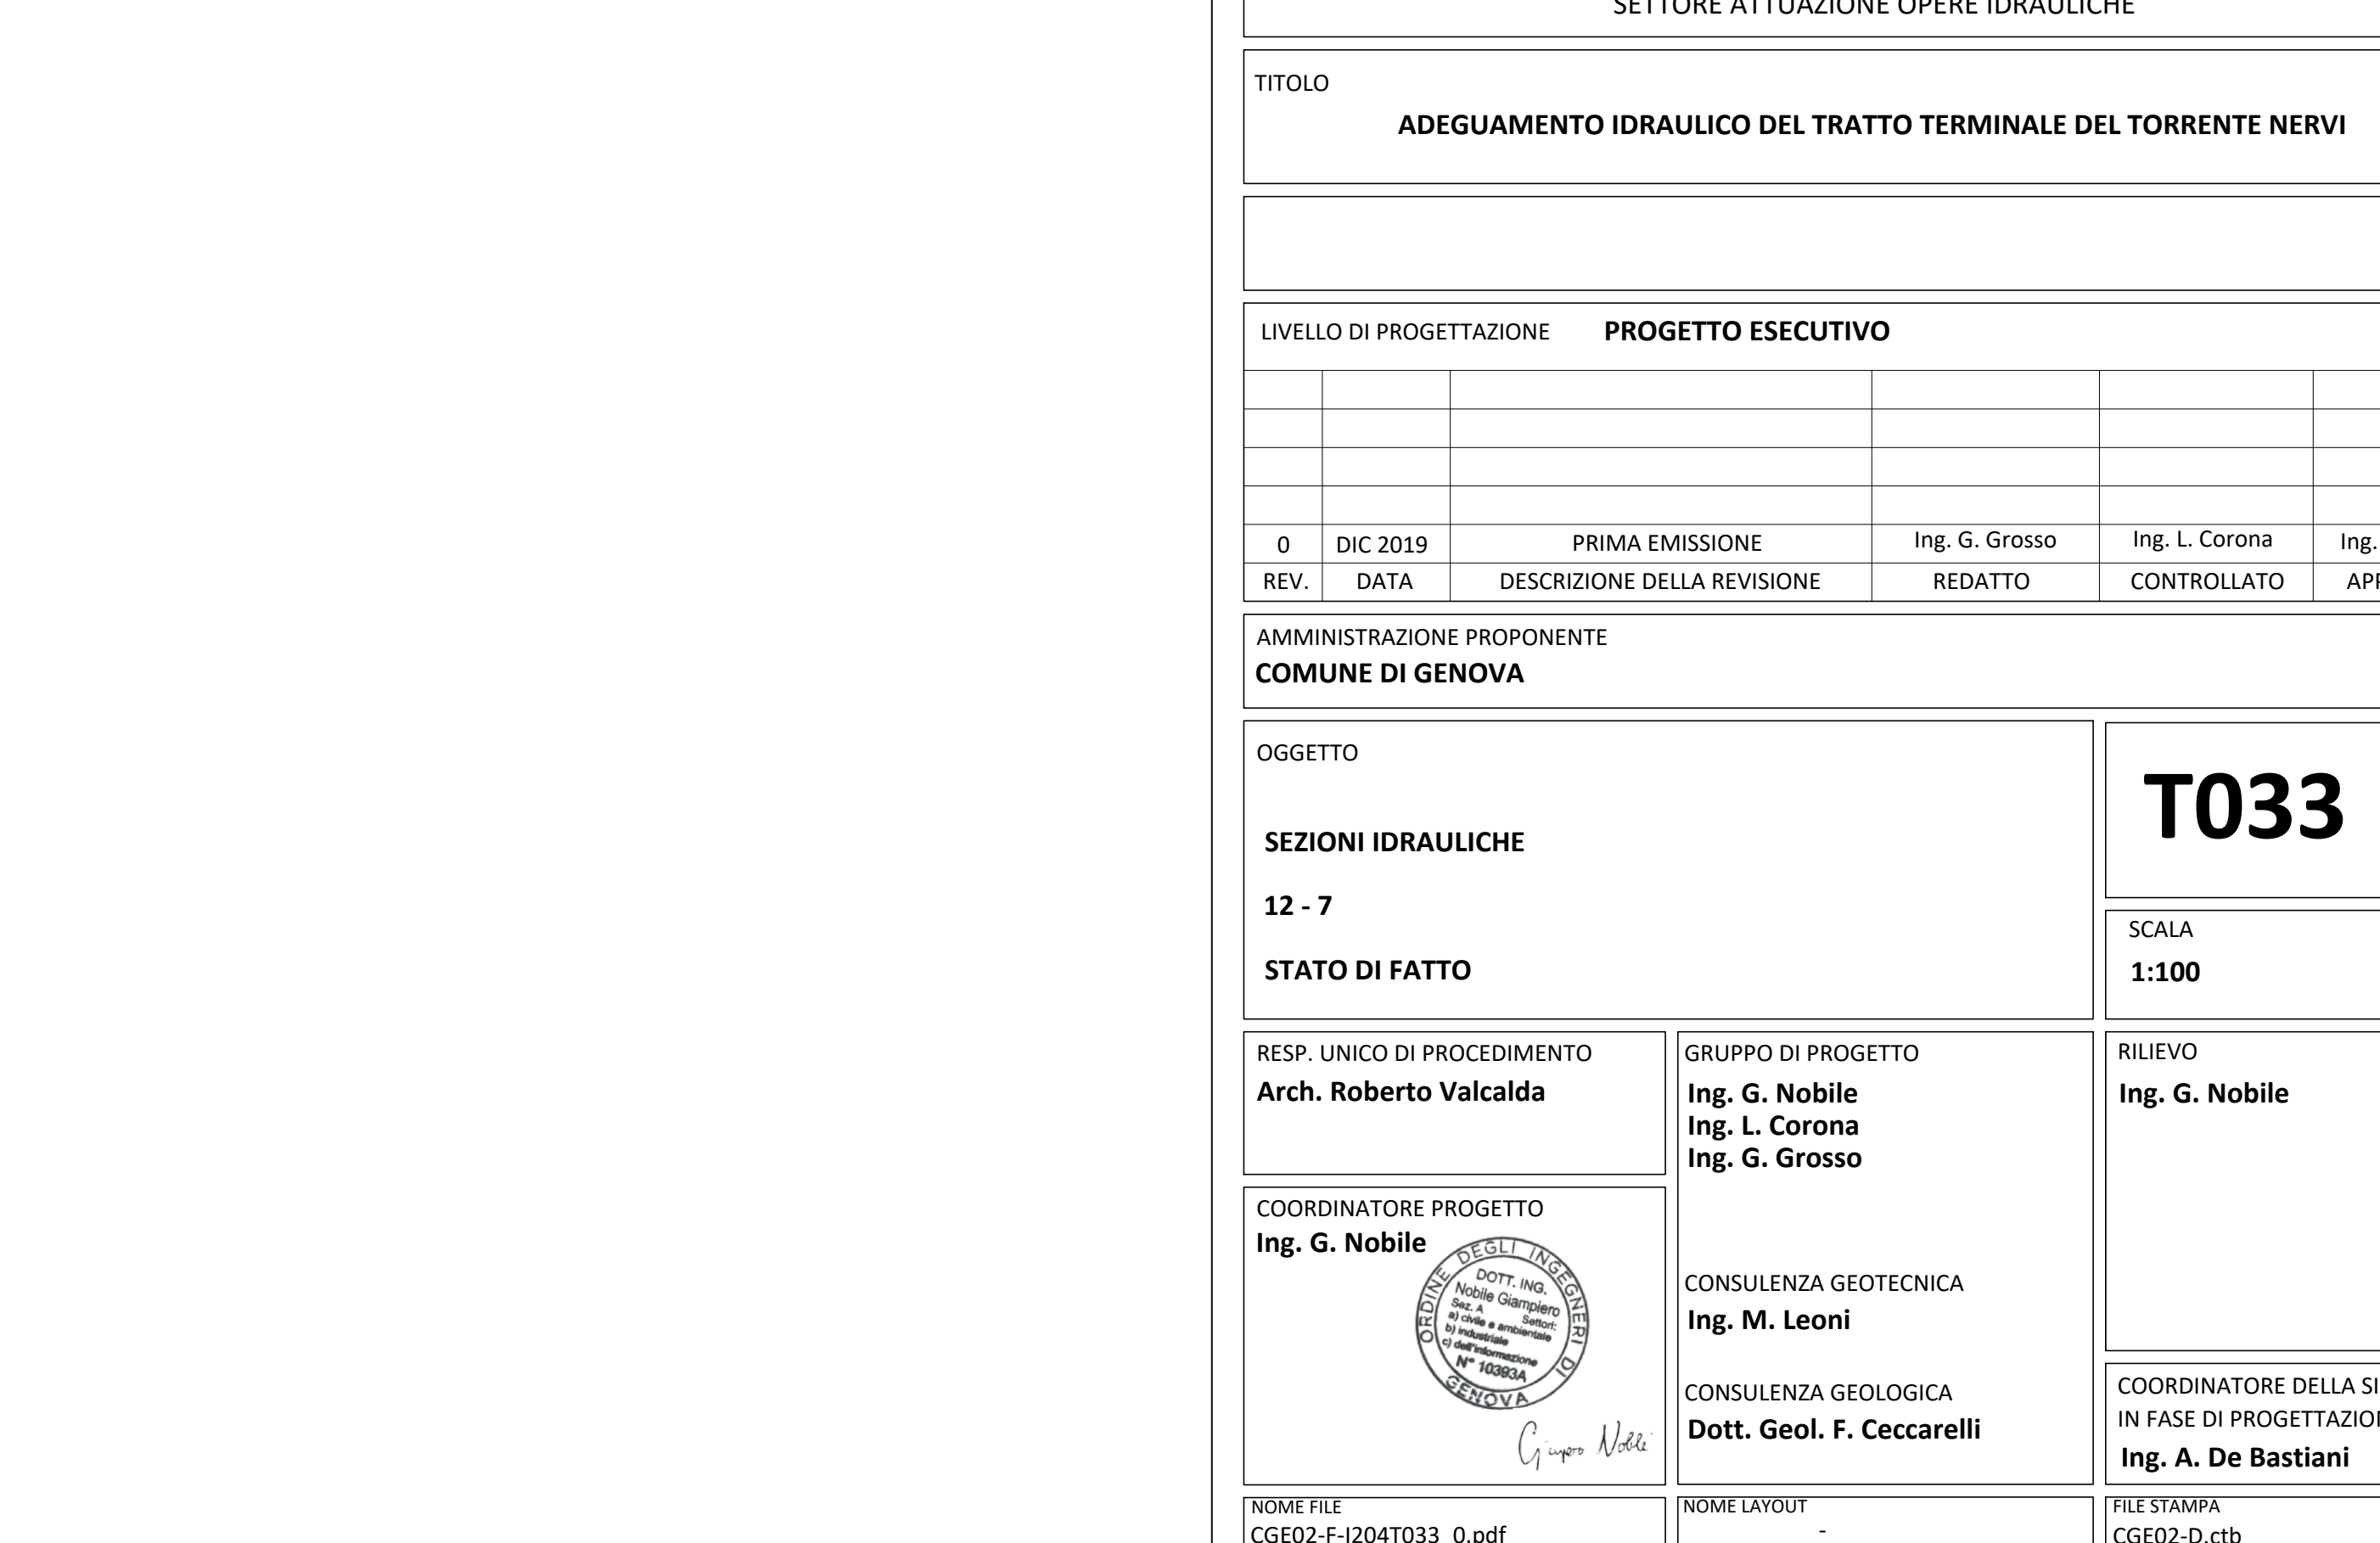 SETTORE ATTUAZIONE OPERE IDRAULICHE
TITOLO
ADEGUAMENTO IDRAULICO DEL TRATTO TERMINALE DEL TORRENTE NERVI
LIVELLO DI PROGETTAZIONE PROGETTO ESECUTIVO
0 DIC 2019 PRIMA EMISSIONE Ing. G. Grosso Ing. L. Corona Ing.
REV. DATA DESCRIZIONE DELLA REVISIONE REDATTO CONTROLLATO
AMMINISTRAZIONE PROPONENTE
COMUNE DI GENOVA
OGGETTO
SEZIONI IDRAULICHE
12 - 7
STATO DI FATTO
T033
SCALA
1:100
RESP. UNICO DI PROCEDIMENTO
Arch. Roberto Valcalda
COORDINATORE PROGETTO
Ing. G. Nobile
ORDINE DEGLI INGEGNERI DI GENOVA
DOTT. ING.
Nobile Giampiero
Sez. A Settori:
a) civile e ambientale
b) industriale
c) dell'informazione
N° 10393A
GRUPPO DI PROGETTO
Ing. G. Nobile
Ing. L. Corona
Ing. G. Grosso
CONSULENZA GEOTECNICA
Ing. M. Leoni
CONSULENZA GEOLOGICA
Dott. Geol. F. Ceccarelli
RILIEVO
Ing. G. Nobile
COORDINATORE DELLA
IN FASE DI
Ing. A. De Bastiani
NOME FILE
CGE02-F-I204T033_0.pdf
NOME LAYOUT
-
FILE STAMPA
CGE02-D.ctb